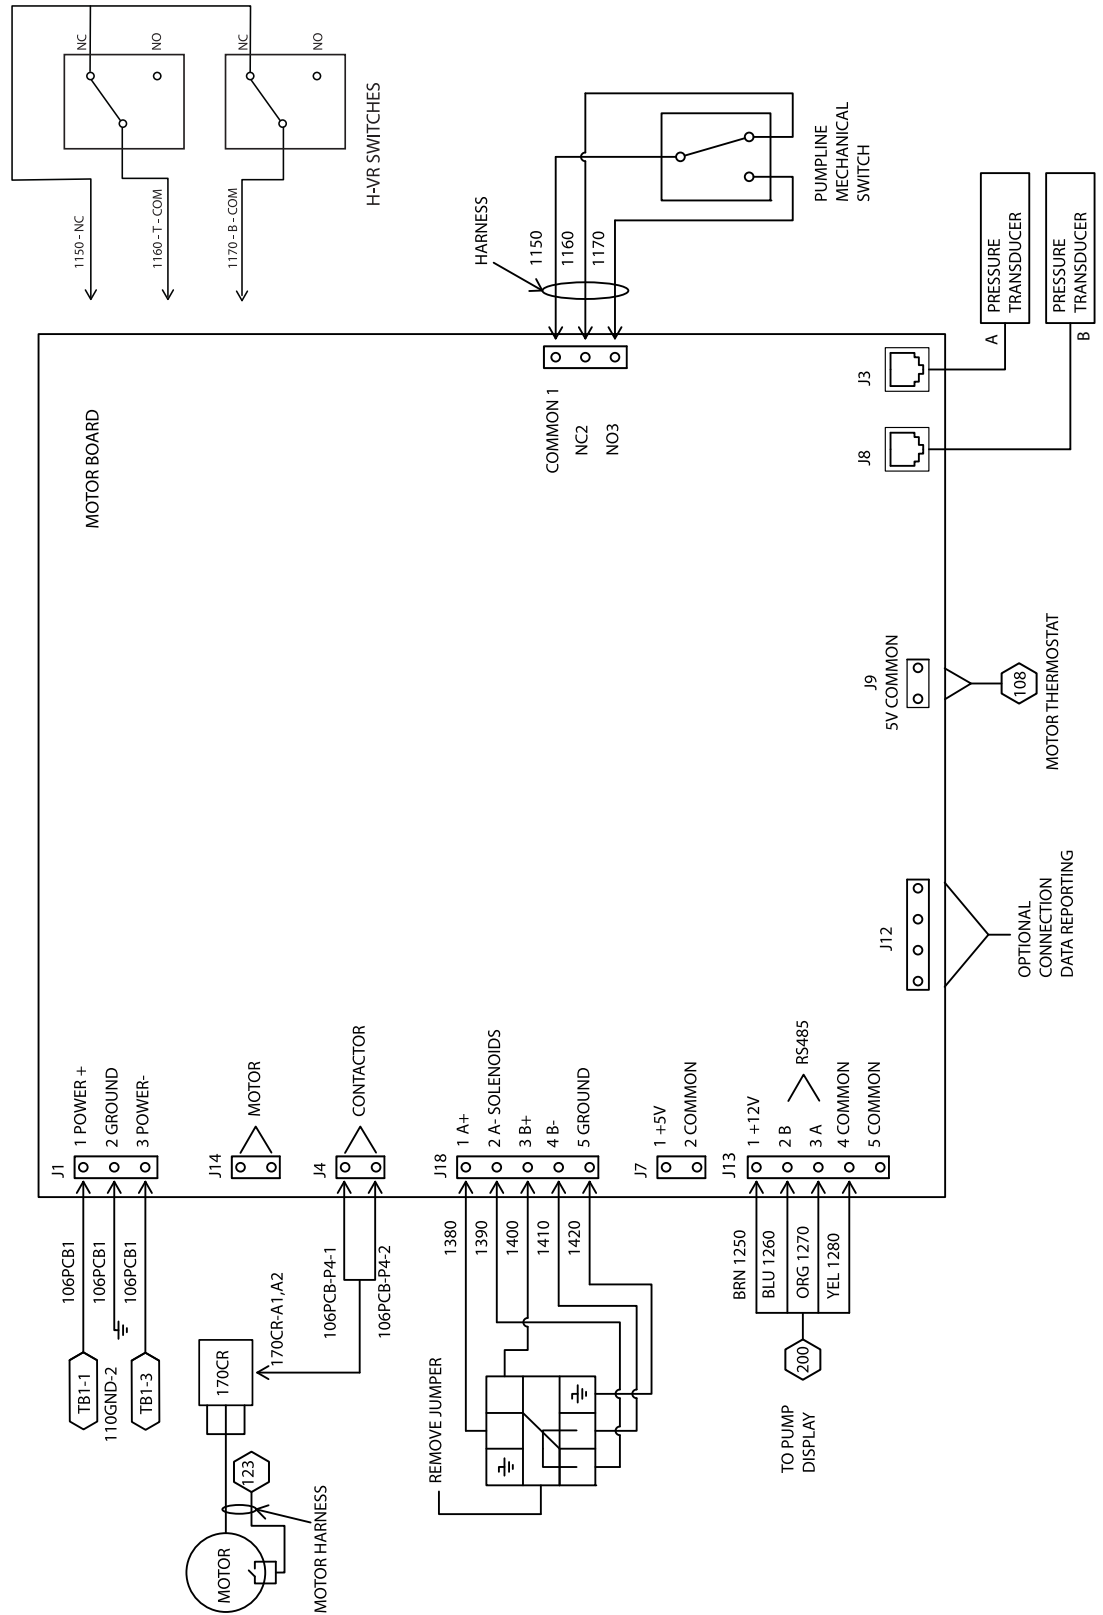 NC
NO
NC
NO
H-VR SWITCHES
1150 - NC
1160 - T - COM
1170 - B - COM
PUMPLINE
MECHANICAL
SWITCH
HARNESS
1150
1160
1170
PRESSURE
TRANSDUCER
PRESSURE
TRANSDUCER
A
B
MOTOR BOARD
COMMON 1
NC2
NO3
J3
J8
J9
5V COMMON
108
MOTOR THERMOSTAT
J12
OPTIONAL
CONNECTION
DATA REPORTING
J1
1 POWER +
2 GROUND
3 POWER-
J14
MOTOR
J4
CONTACTOR
J18
1 A+
2 A- SOLENOIDS
3 B+
4 B-
5 GROUND
J7
1 +5V
2 COMMON
J13
1 +12V
2 B
3 A
RS485
4 COMMON
5 COMMON
106PCB1
106PCB1
106PCB1
TB1-1
110GND-2
TB1-3
170CR
170CR-A1,A2
106PCB-P4-1
106PCB-P4-2
1380
1390
1400
1410
1420
BRN 1250
BLU 1260
ORG 1270
YEL 1280
200
TO PUMP
DISPLAY
REMOVE JUMPER
123
MOTOR
MOTOR HARNESS